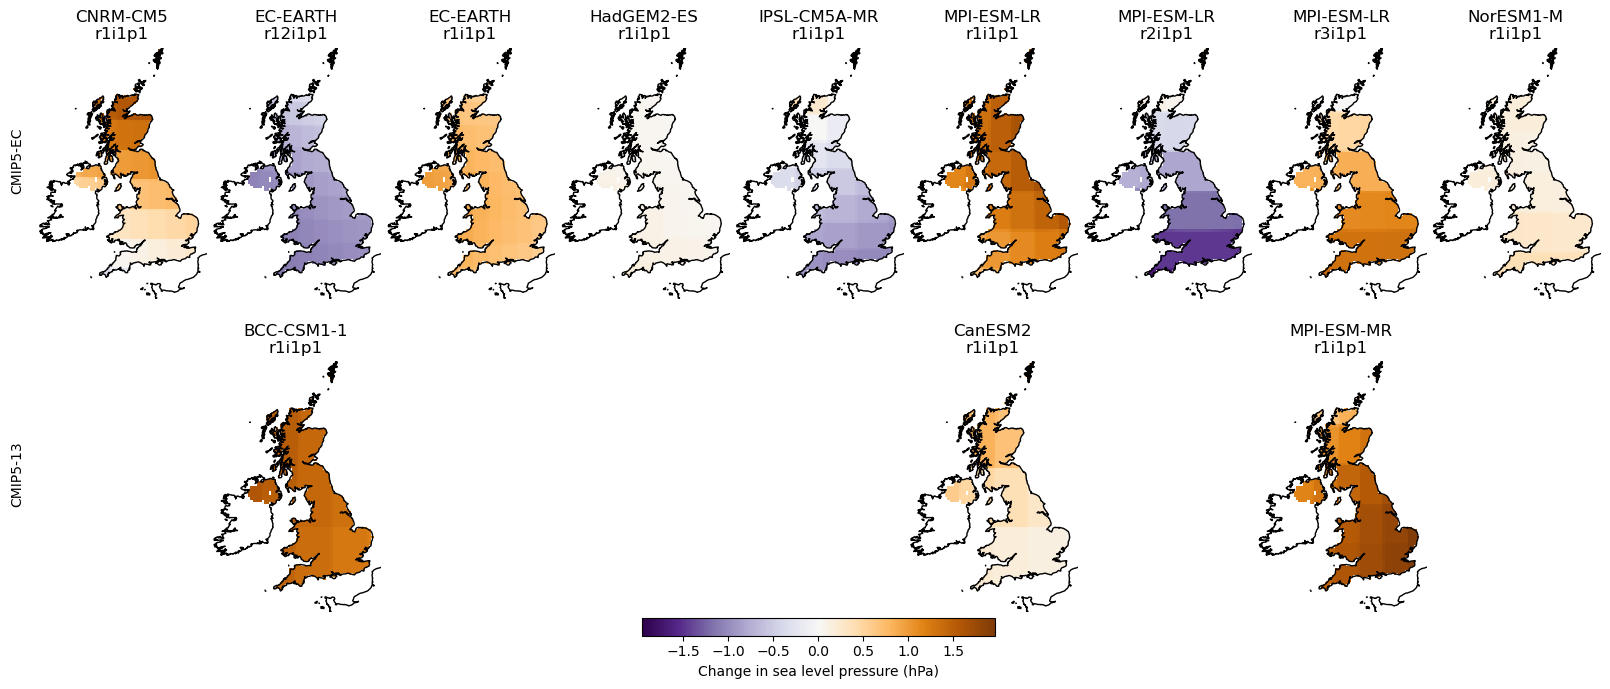 CNRM-CM5
r1i1p1
EC-EARTH
r12i1p1
EC-EARTH
r1i1p1
HadGEM2-ES
r1i1p1
IPSL-CM5A-MR
r1i1p1
MPI-ESM-LR
r1i1p1
MPI-ESM-LR
r2i1p1
MPI-ESM-LR
r3i1p1
NorESM1-M
r1i1p1
CMIP5-EC
BCC-CSM1-1
r1i1p1
CanESM2
r1i1p1
MPI-ESM-MR
r1i1p1
CMIP5-13
−1.5 −1.0 −0.5 0.0 0.5 1.0 1.5
Change in sea level pressure (hPa)